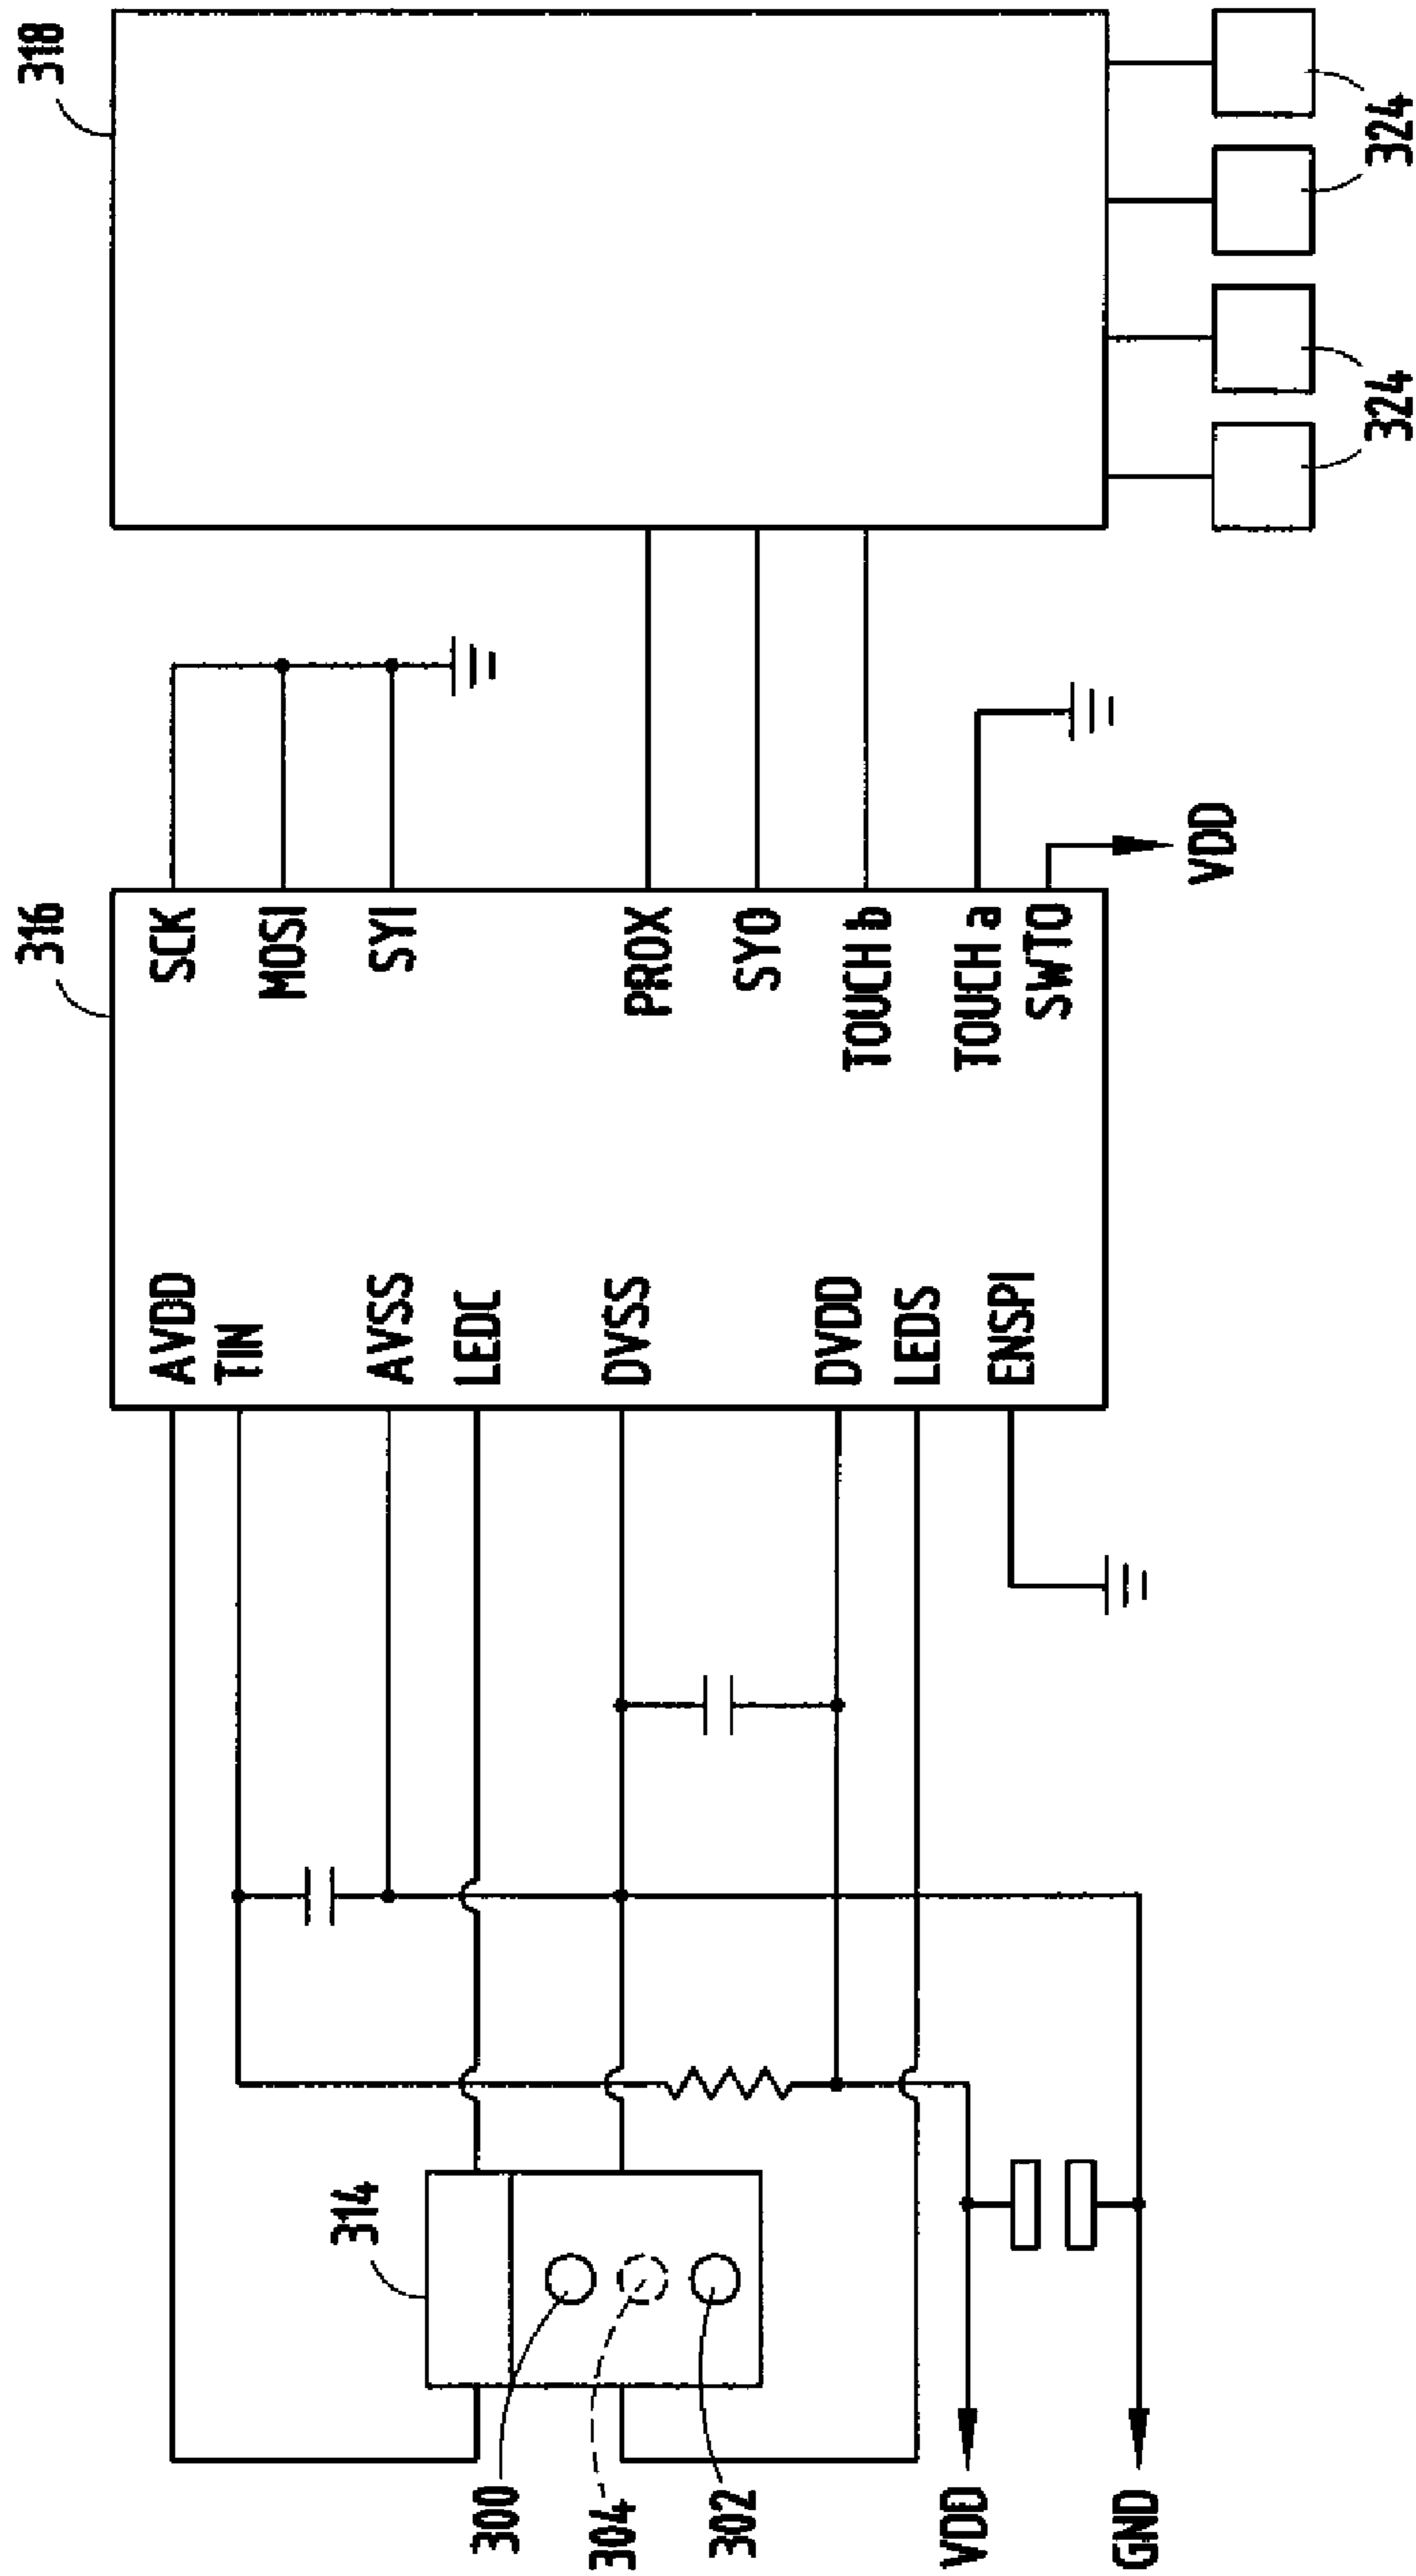 316
318
AVDD
SCK
TIN
MOSI
314
AVSS
SYI
LEDC
300
304
DVSS
PROX
302
SYO
DVDD
TOUCH b
LEDS
VDD
TOUCH a
ENSPI
SWTO
GND
VDD
324
324